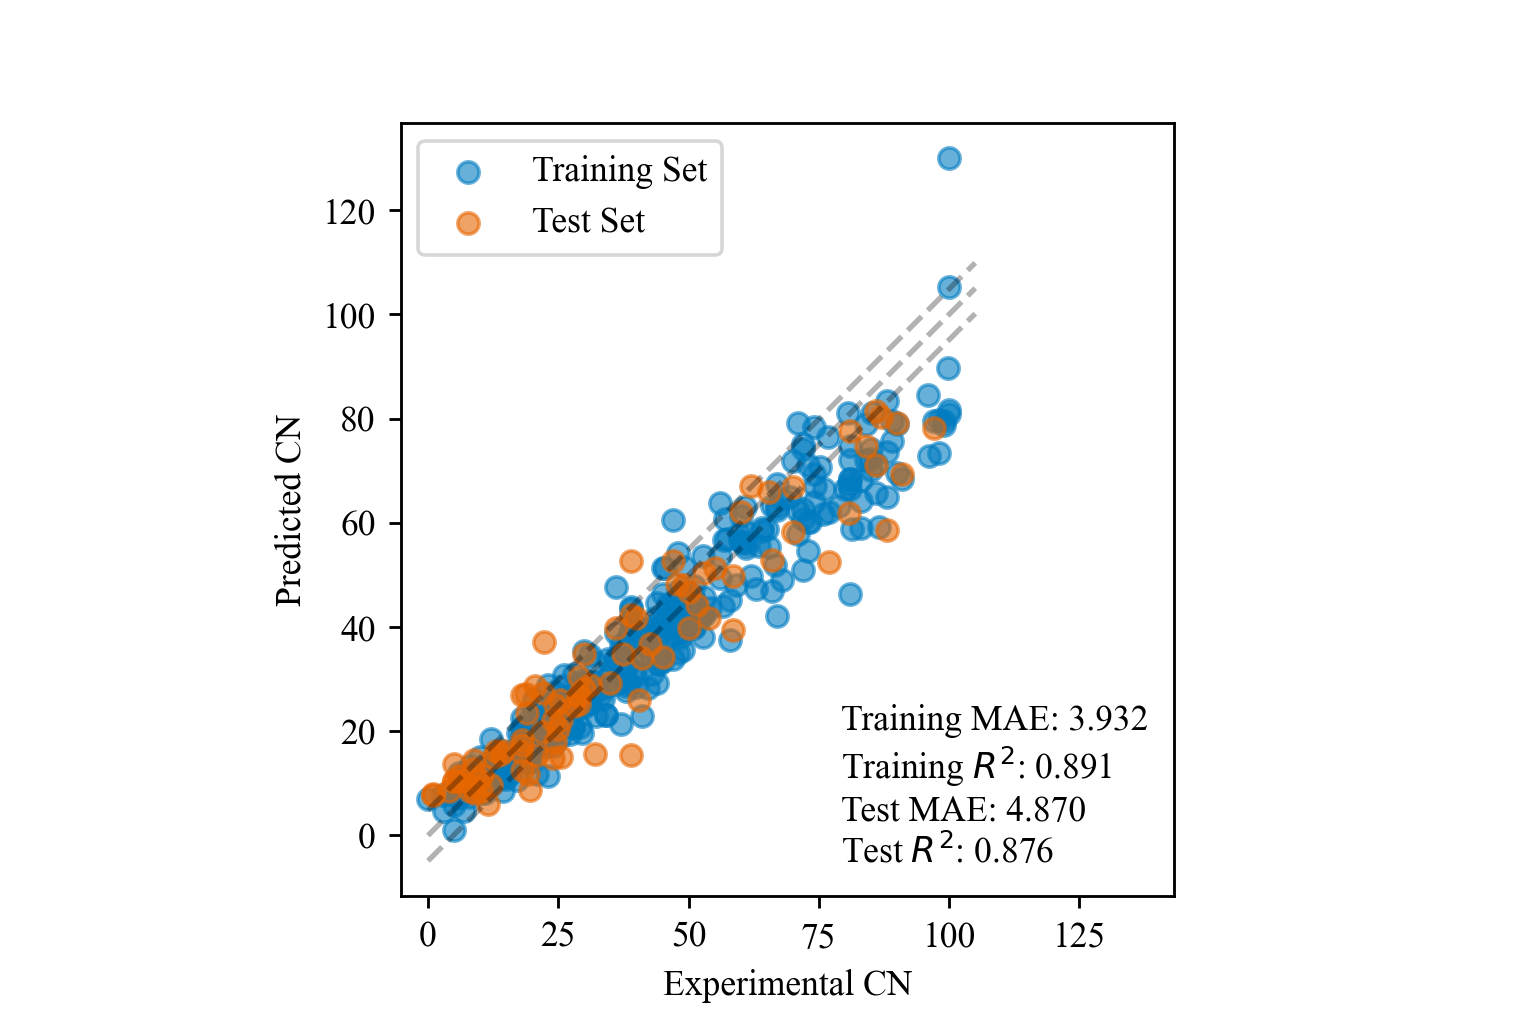 Training Set
Test Set
120
100
80
60
40
20
0
Predicted CN
Training MAE: 3.932
Training R²: 0.891
Test MAE: 4.870
Test R²: 0.876
0 25 50 75 100 125
Experimental CN